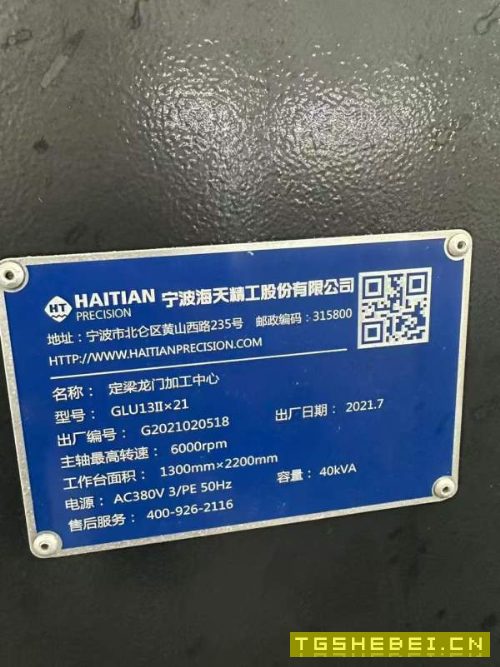 HT HAITIAN PRECISION 宁波海天精工股份有限公司
地址：宁波市北仑区黄山西路235号 邮政编码：315800
HTTP://WWW.HAITIANPRECISION.COM
名称： 定梁龙门加工中心
型号： GLU13II×21
出厂编号： G2021020518 出厂日期： 2021.7
主轴最高转速： 6000rpm
工作台面积： 1300mm×2200mm
电源： AC380V 3/PE 50Hz 容量： 40kVA
售后服务： 400-926-2116
TGSHEBEI.CN